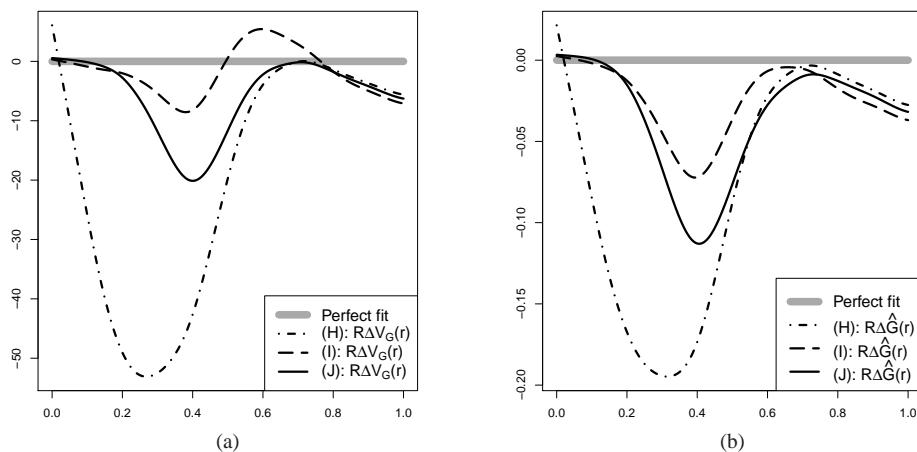 0
−10
−20
−30
−40
−50
0.0 0.2 0.4 0.6 0.8 1.0
Perfect fit
(H): RΔV_G(r)
(I): RΔV_G(r)
(J): RΔV_G(r)
(a)
0.00
−0.05
−0.10
−0.15
−0.20
0.0 0.2 0.4 0.6 0.8 1.0
Perfect fit
(H): RΔĜ(r)
(I): RΔĜ(r)
(J): RΔĜ(r)
(b)